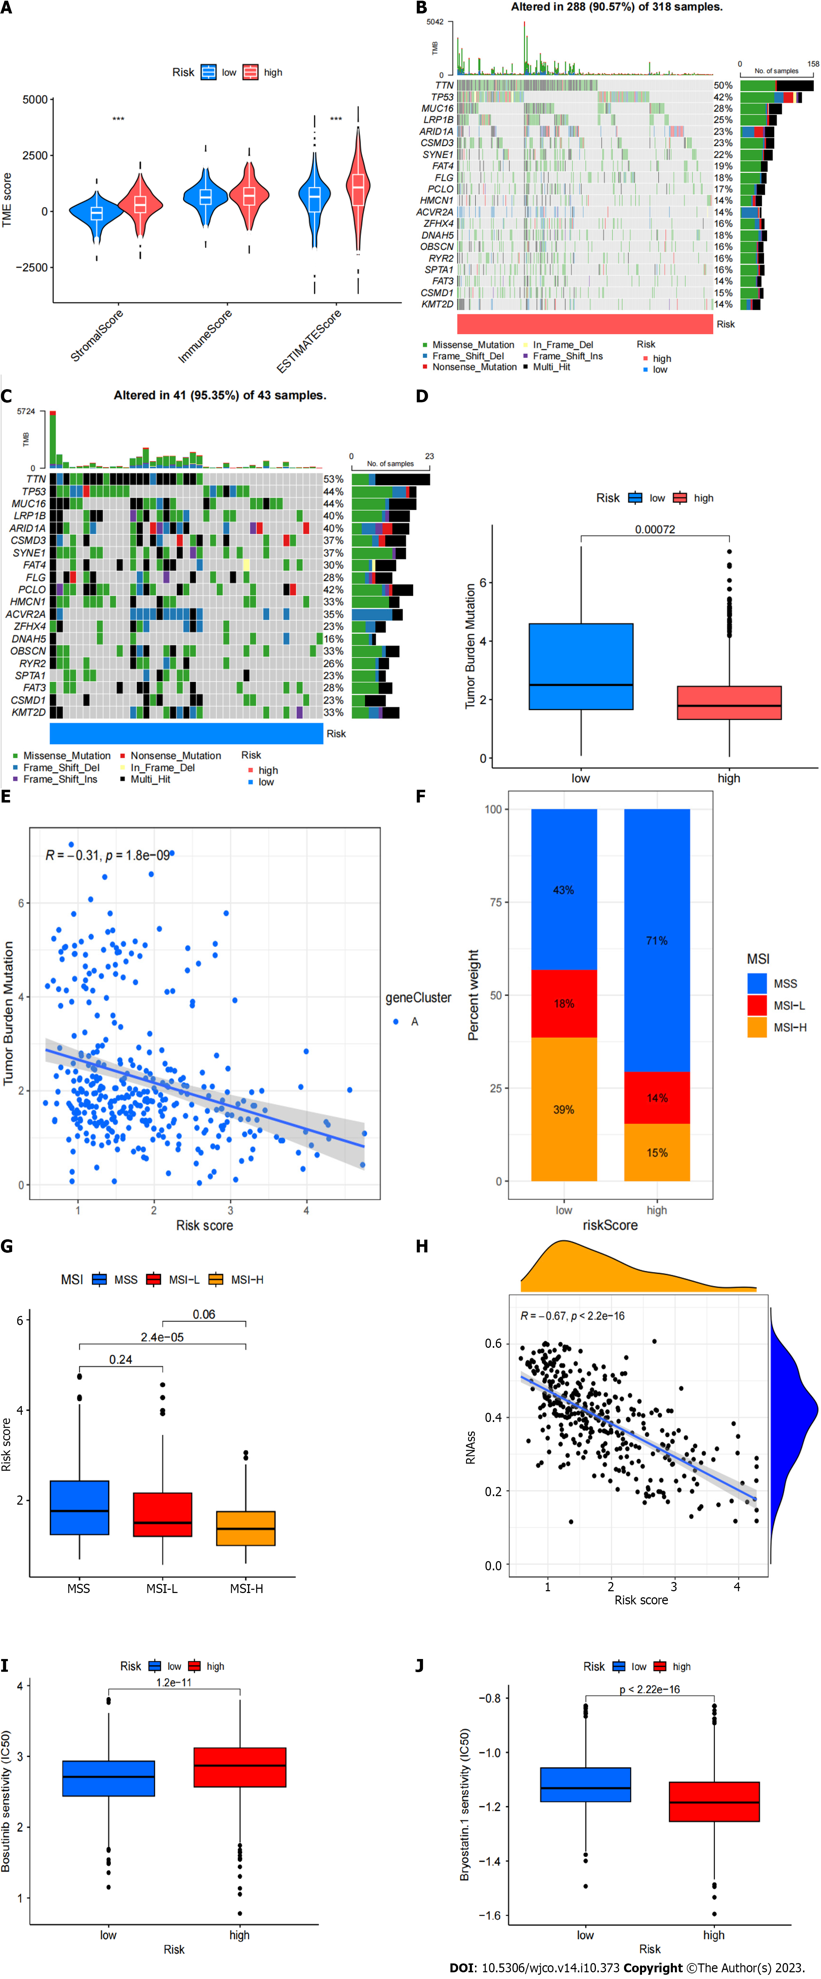 A
Risk low high
TME score
5000
2500
0
−2500
***
***
StromalScore
ImmuneScore
ESTIMATEScore
B
Altered in 288 (90.57%) of 318 samples.
5042
TMB
0
0 158
No. of samples
TTN 50%
TP53 42%
MUC16 28%
LRP1B 25%
ARID1A 23%
CSMD3 23%
SYNE1 22%
FAT4 19%
FLG 18%
PCLO 17%
HMCN1 14%
ACVR2A 14%
ZFHX4 16%
DNAH5 18%
OBSCN 16%
RYR2 16%
SPTA1 16%
FAT3 14%
CSMD1 15%
KMT2D 14%
Risk
Missense_Mutation In_Frame_Del Risk
Frame_Shift_Del Frame_Shift_Ins high
Nonsense_Mutation Multi_Hit low
C
Altered in 41 (95.35%) of 43 samples.
5724
TMB
0
0 23
No. of samples
TTN 53%
TP53 44%
MUC16 44%
LRP1B 40%
ARID1A 40%
CSMD3 37%
SYNE1 37%
FAT4 30%
FLG 28%
PCLO 42%
HMCN1 33%
ACVR2A 35%
ZFHX4 23%
DNAH5 16%
OBSCN 33%
RYR2 26%
SPTA1 23%
FAT3 28%
CSMD1 23%
KMT2D 33%
Risk
Missense_Mutation Nonsense_Mutation Risk
Frame_Shift_Del In_Frame_Del high
Frame_Shift_Ins Multi_Hit low
D
Risk low high
0.00072
Tumor Burden Mutation
6
4
2
0
low high
E
R = −0.31, p = 1.8e−09
Tumor Burden Mutation
6
4
2
0
1 2 3 4
Risk score
geneCluster
A
F
Percent weight
100
75
50
25
0
43%
18%
39%
71%
14%
15%
low high
riskScore
MSI
MSS
MSI−L
MSI−H
G
MSI MSS MSI−L MSI−H
0.06
2.4e−05
0.24
Risk score
6
4
2
MSS MSI−L MSI−H
H
R = −0.67, p < 2.2e−16
RNAss
0.6
0.4
0.2
0.0
1 2 3 4
Risk score
I
Risk low high
1.2e−11
Bosutinib senstivity (IC50)
4
3
2
1
low high
Risk
J
Risk low high
p < 2.22e−16
Bryostatin.1 senstivity (IC50)
−0.8
−1.0
−1.2
−1.4
−1.6
low high
Risk
DOI: 10.5306/wjco.v14.i10.373 Copyright ©The Author(s) 2023.